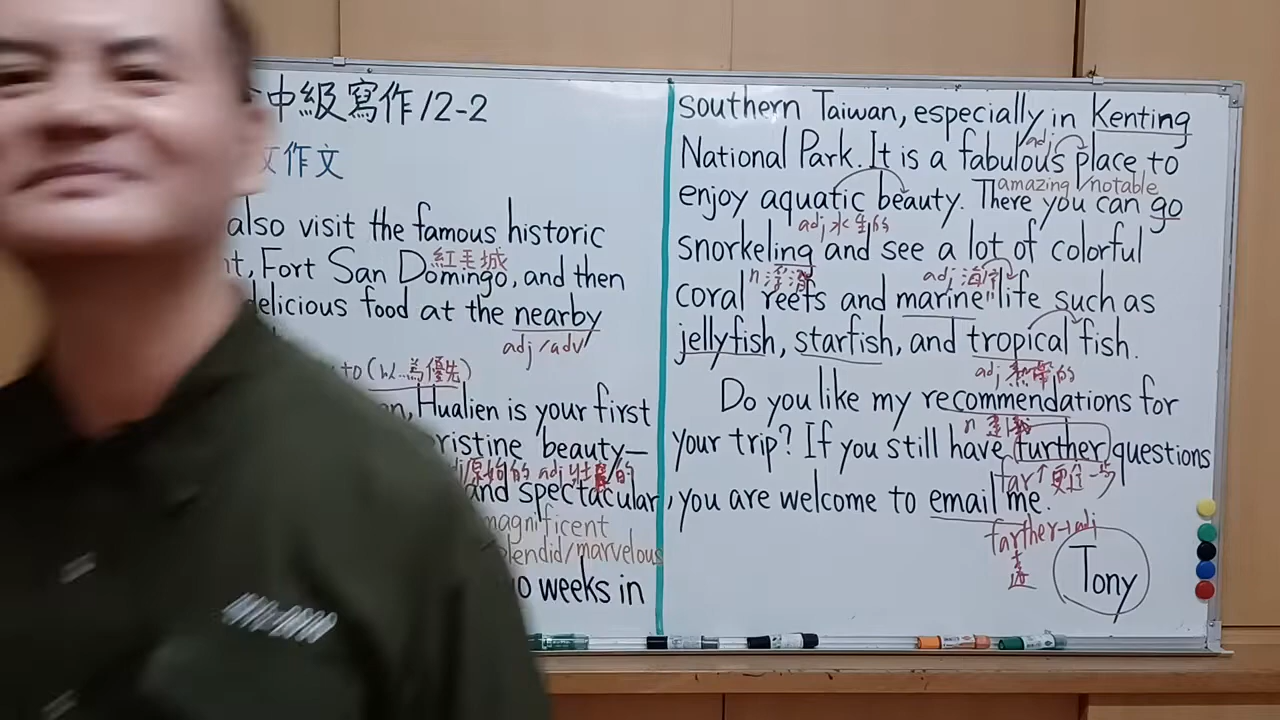 中級寫作12-2
作文
also visit the famous historic
紅毛城
Fort San Domingo, and then
delicious food at the nearby
adj/adv
to(以...為優先)
Hualien is your first
pristine beauty—
原始的 adj 壯麗的
and spectacular
magnificent
splendid/marvelous
weeks in
southern Taiwan, especially in Kenting
adj
National Park. It is a fabulous place to
amazing/notable
enjoy aquatic beauty. There you can go
adj 水生的
snorkeling and see a lot of colorful
n 浮潛 adj 海洋的
coral reefs and marine life such as
jellyfish, starfish, and tropical fish.
adj 熱帶的
Do you like my recommendations for
n
your trip? If you still have further questions
far↑更進一步
, you are welcome to email me.
farther→adj
遠
Tony